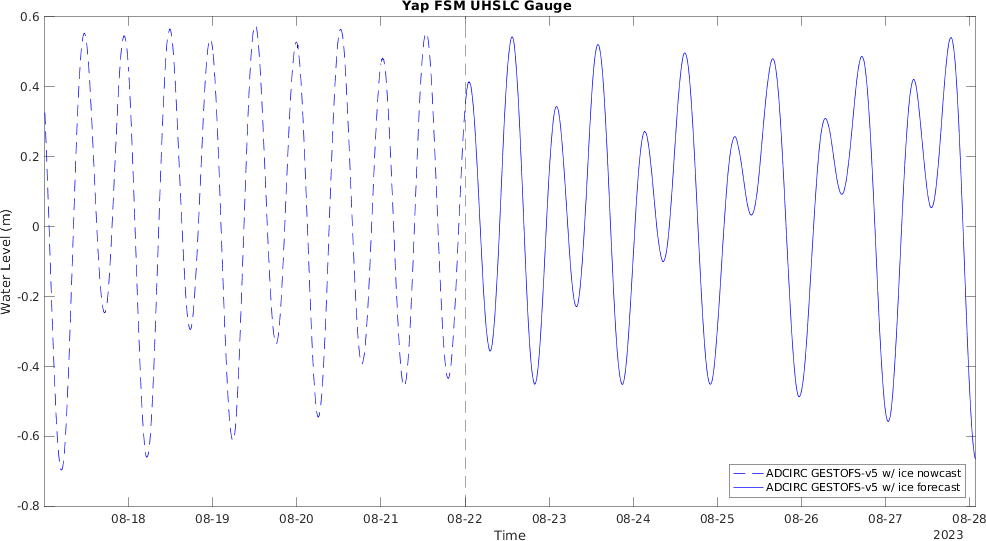 Yap FSM UHSLC Gauge
0.6
0.4
0.2
0
-0.2
-0.4
-0.6
-0.8
Water Level (m)
ADCIRC GESTOFS-v5 w/ ice nowcast
ADCIRC GESTOFS-v5 w/ ice forecast
08-18 08-19 08-20 08-21 08-22 08-23 08-24 08-25 08-26 08-27 08-28
Time
2023